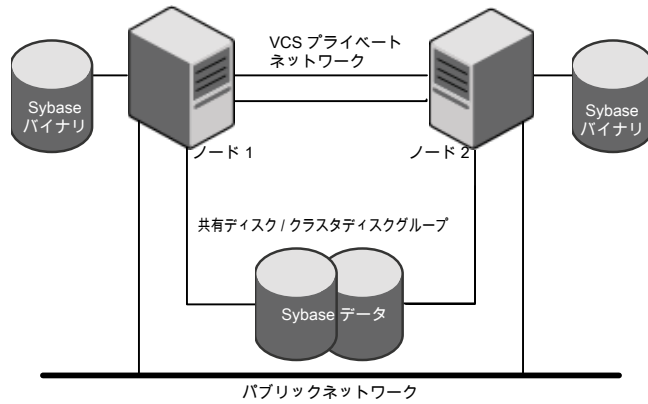 VCS プライベート
ネットワーク
Sybase
バイナリ
Sybase
バイナリ
ノード 1
ノード 2
共有ディスク / クラスタディスクグループ
Sybase データ
パブリックネットワーク